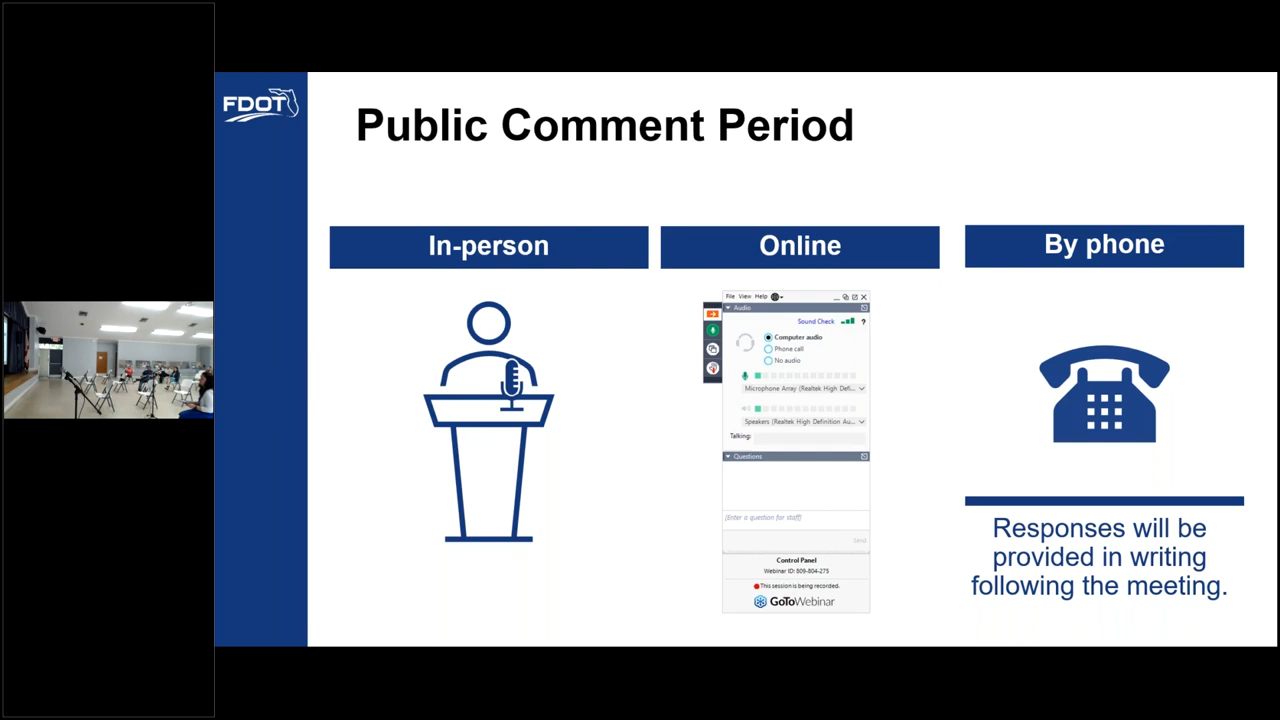 FDOT
Public Comment Period
In-person
Online
By phone
File View Help
Audio
Sound Check
?
Computer audio
Phone call
No audio
Microphone Array (Realtek High Defi...
Speakers (Realtek High Definition Au...
Talking:
Questions
[Enter a question for staff]
Send
Control Panel
Webinar ID: 809-804-275
This session is being recorded.
GoToWebinar
Responses will be
provided in writing
following the meeting.